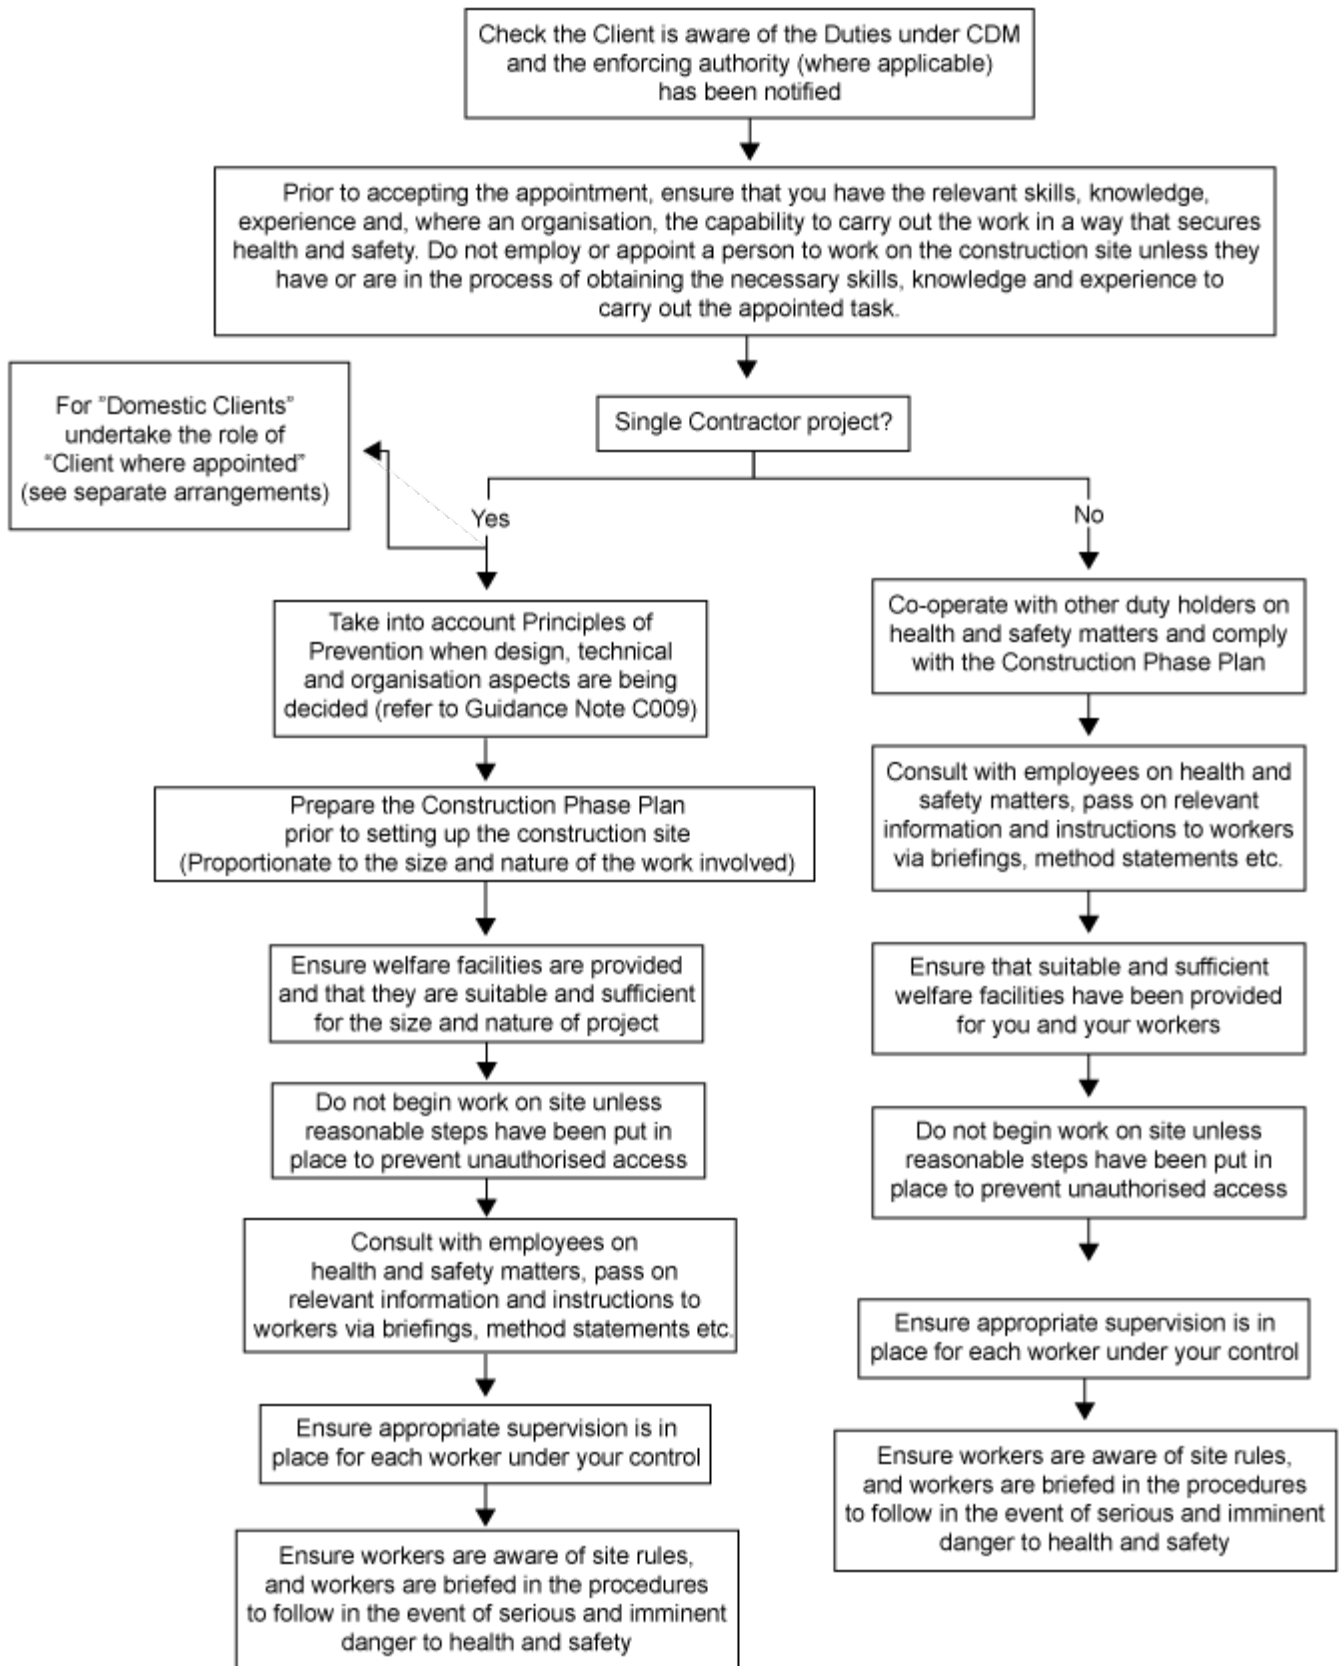 Check the Client is aware of the Duties under CDM
and the enforcing authority (where applicable)
has been notified
Prior to accepting the appointment, ensure that you have the relevant skills, knowledge,
experience and, where an organisation, the capability to carry out the work in a way that secures
health and safety. Do not employ or appoint a person to work on the construction site unless they
have or are in the process of obtaining the necessary skills, knowledge and experience to
carry out the appointed task.
For ”Domestic Clients”
undertake the role of
“Client where appointed”
(see separate arrangements)
Single Contractor project?
Yes
No
Take into account Principles of
Prevention when design, technical
and organisation aspects are being
decided (refer to Guidance Note C009)
Prepare the Construction Phase Plan
prior to setting up the construction site
(Proportionate to the size and nature of the work involved)
Ensure welfare facilities are provided
and that they are suitable and sufficient
for the size and nature of project
Do not begin work on site unless
reasonable steps have been put in
place to prevent unauthorised access
Consult with employees on
health and safety matters, pass on
relevant information and instructions to
workers via briefings, method statements etc.
Ensure appropriate supervision is in
place for each worker under your control
Ensure workers are aware of site rules,
and workers are briefed in the procedures
to follow in the event of serious and imminent
danger to health and safety
Co-operate with other duty holders on
health and safety matters and comply
with the Construction Phase Plan
Consult with employees on health and
safety matters, pass on relevant
information and instructions to workers
via briefings, method statements etc.
Ensure that suitable and sufficient
welfare facilities have been provided
for you and your workers
Do not begin work on site unless
reasonable steps have been put in
place to prevent unauthorised access
Ensure appropriate supervision is in
place for each worker under your control
Ensure workers are aware of site rules,
and workers are briefed in the procedures
to follow in the event of serious and imminent
danger to health and safety